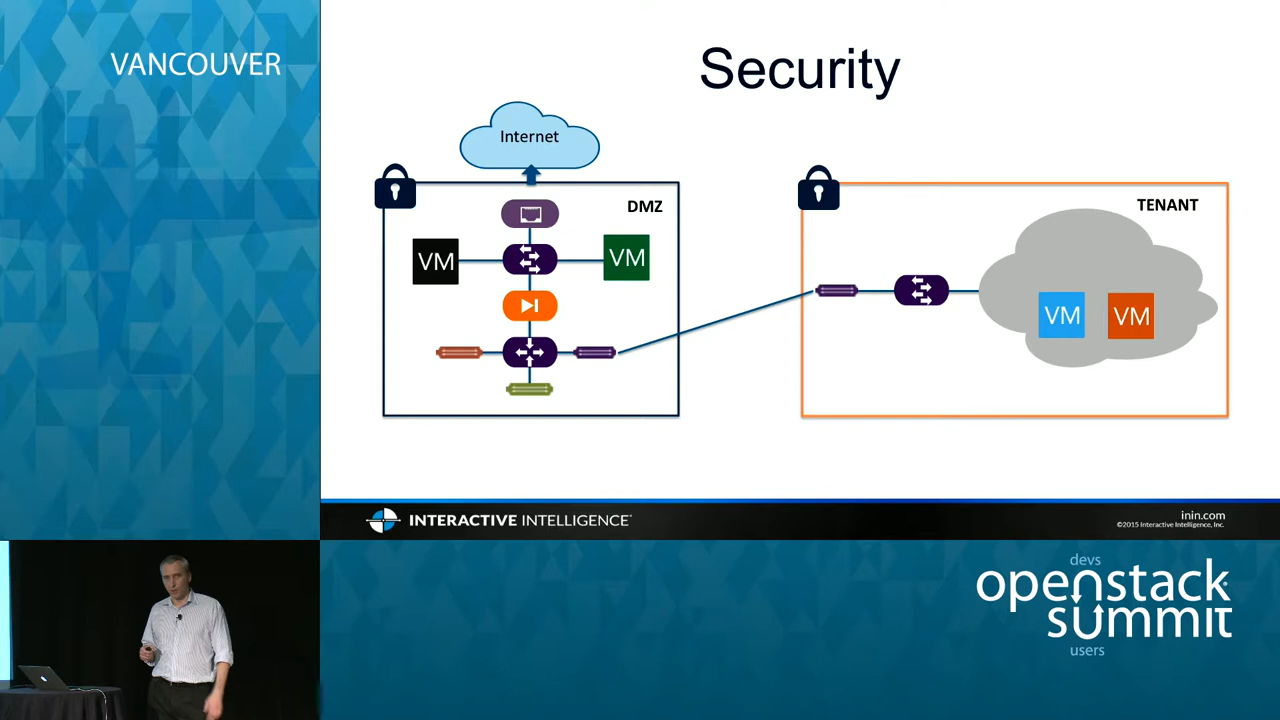 VANCOUVER
Security
Internet
DMZ
TENANT
VM
VM
VM
VM
INTERACTIVE INTELLIGENCE®
inin.com
©2015 Interactive Intelligence, Inc.
devs
openstack
summit
users